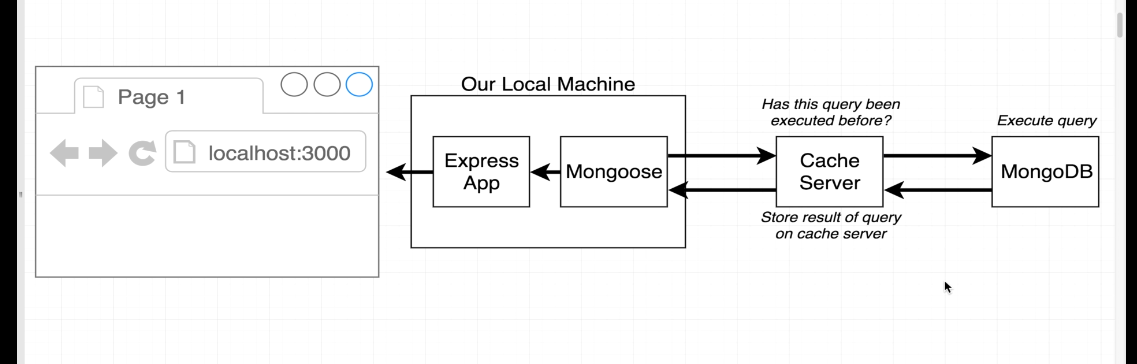 Our Local Machine
Page 1
localhost:3000
Express
App
Mongoose
Has this query been
executed before?
Cache
Server
Store result of query
on cache server
Execute query
MongoDB